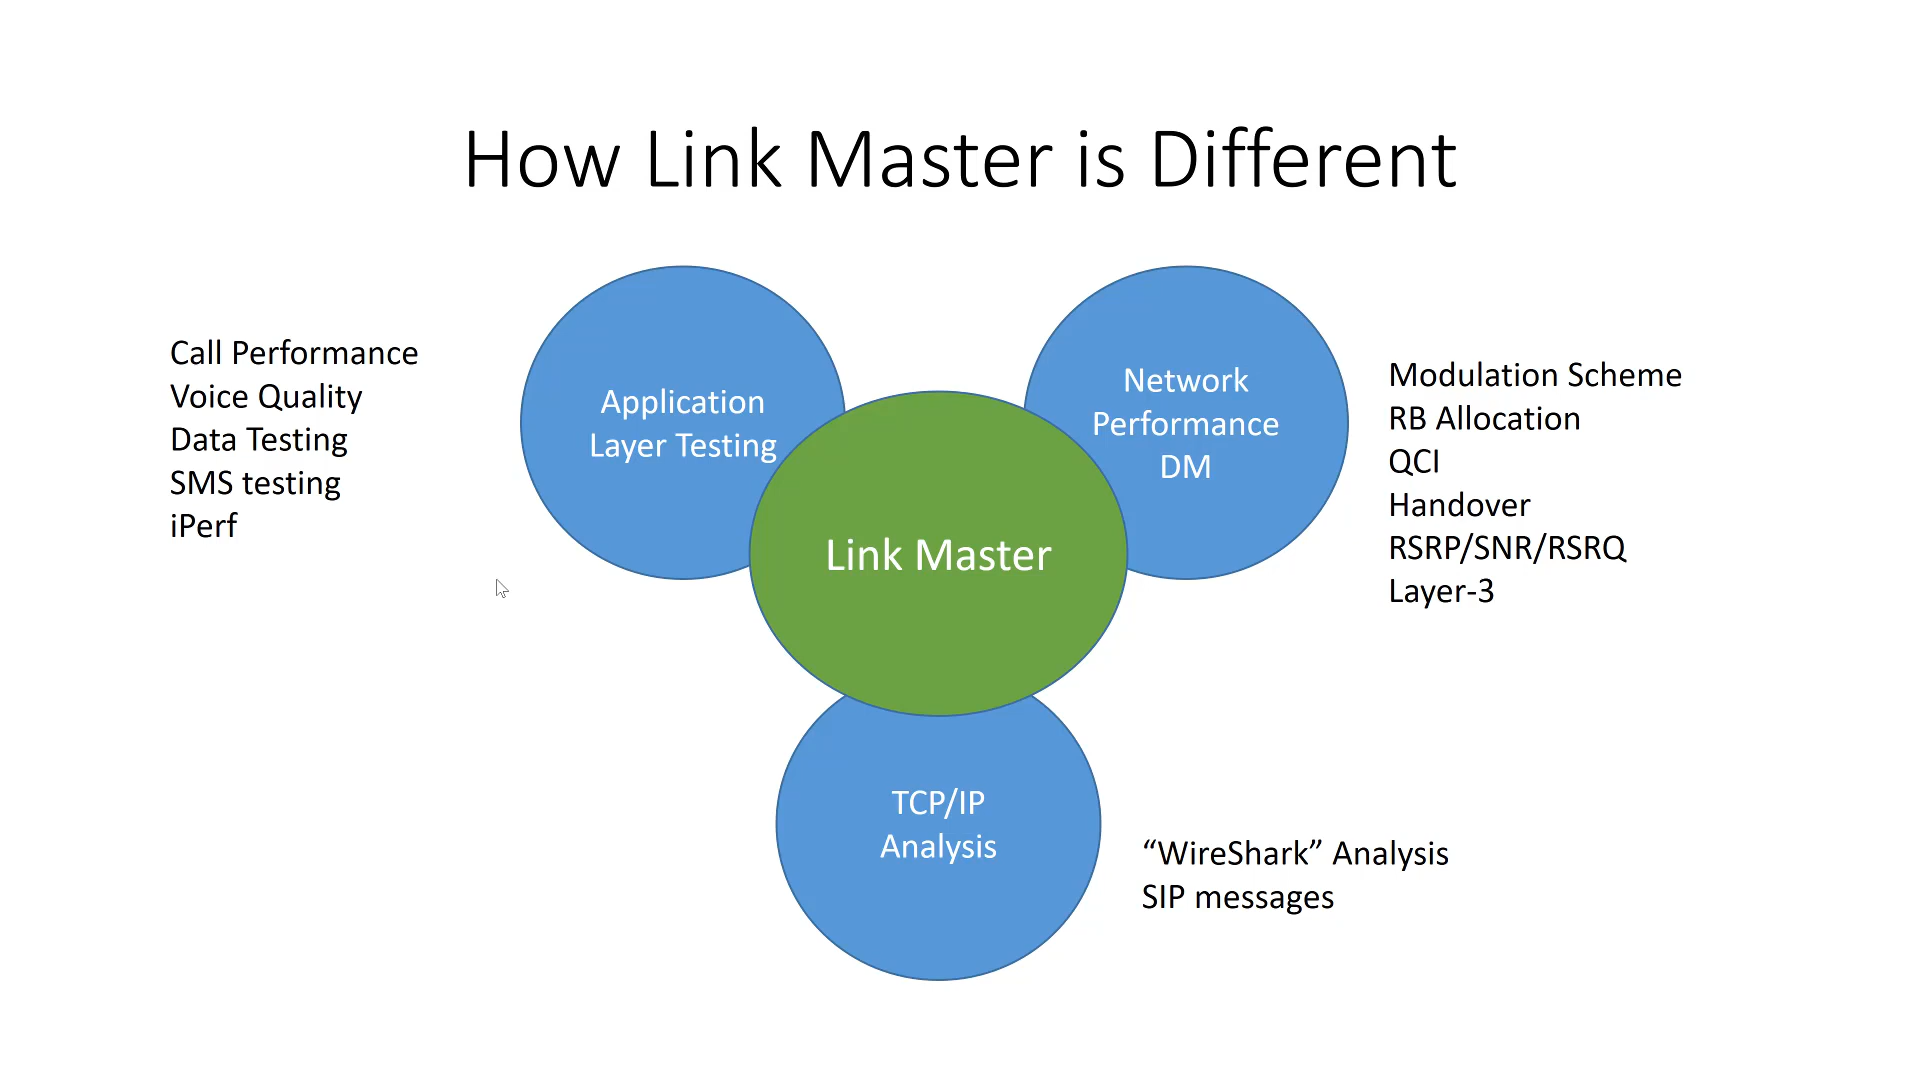 How Link Master is Different
Call Performance
Voice Quality
Data Testing
SMS testing
iPerf
Application
Layer Testing
Network
Performance
DM
Modulation Scheme
RB Allocation
QCI
Handover
RSRP/SNR/RSRQ
Layer-3
Link Master
TCP/IP
Analysis
“WireShark” Analysis
SIP messages